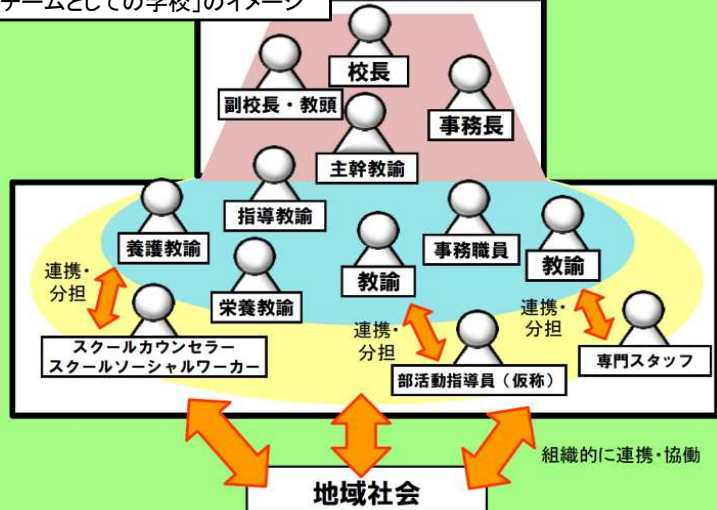 チームとしての学校」のイメージ
校長
副校長・教頭
事務長
主幹教諭
指導教諭
養護教諭
事務職員
教諭
教諭
栄養教諭
連携・
分担
スクールカウンセラー
スクールソーシャルワーカー
連携・
分担
部活動指導員（仮称）
連携・
分担
専門スタッフ
組織的に連携・協働
地域社会